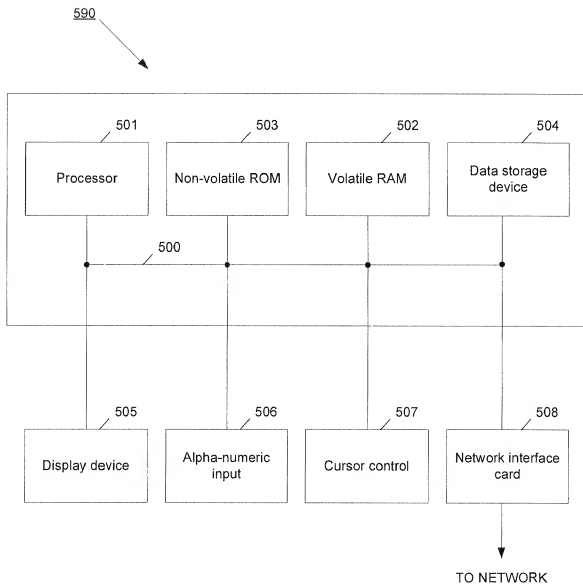 590
501
503
502
504
Processor
Non-volatile ROM
Volatile RAM
Data storage
device
500
505
506
507
508
Display device
Alpha-numeric
input
Cursor control
Network interface
card
TO NETWORK